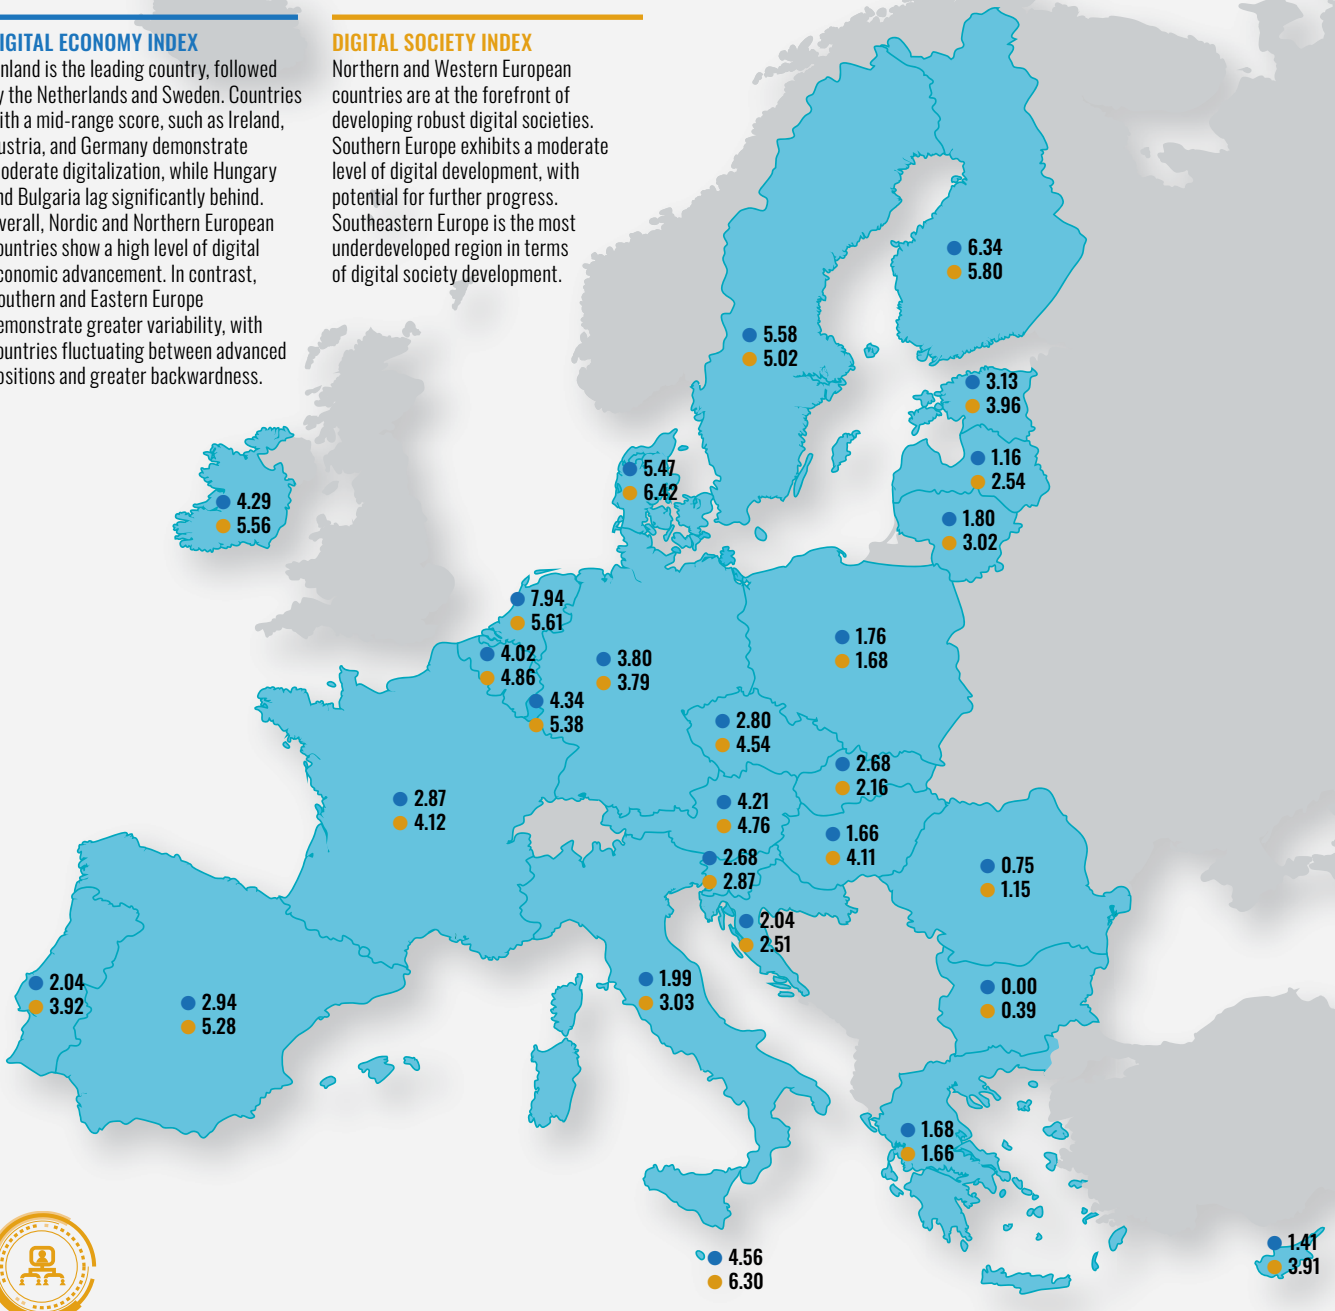 IGITAL ECONOMY INDEX
nland is the leading country, followed
y the Netherlands and Sweden. Countries
ith a mid-range score, such as Ireland,
ustria, and Germany demonstrate
oderate digitalization, while Hungary
nd Bulgaria lag significantly behind.
verall, Nordic and Northern European
ountries show a high level of digital
conomic advancement. In contrast,
outhern and Eastern Europe
emonstrate greater variability, with
ountries fluctuating between advanced
ositions and greater backwardness.
DIGITAL SOCIETY INDEX
Northern and Western European
countries are at the forefront of
developing robust digital societies.
Southern Europe exhibits a moderate
level of digital development, with
potential for further progress.
Southeastern Europe is the most
underdeveloped region in terms
of digital society development.
6.34
5.80
5.58
5.02
3.13
3.96
1.16
2.54
1.80
3.02
5.47
6.42
4.29
5.56
7.94
5.61
4.02
4.86
4.34
5.38
3.80
3.79
1.76
1.68
2.80
4.54
2.68
2.16
2.87
4.12
4.21
4.76
1.66
4.11
2.68
2.87
0.75
1.15
2.04
2.51
2.04
3.92
2.94
5.28
1.99
3.03
0.00
0.39
1.68
1.66
4.56
6.30
1.41
3.91